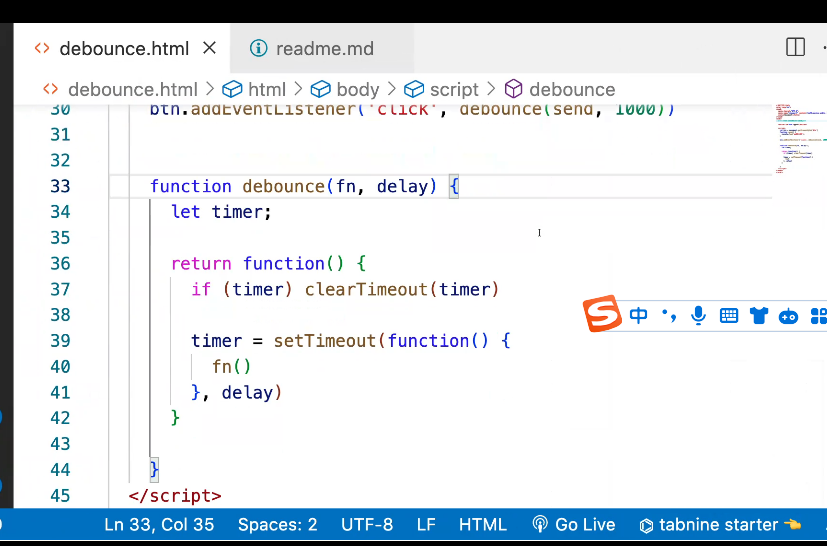 debounce.html
readme.md
debounce.html > html > body > script > debounce
30 btn.addEventListener('click', debounce(send, 1000))
31
32
33 function debounce(fn, delay) {
34 let timer;
35
36 return function() {
37 if (timer) clearTimeout(timer)
38
39 timer = setTimeout(function() {
40 fn()
41 }, delay)
42 }
43
44 }
45 </script>
S 中
Ln 33, Col 35 Spaces: 2 UTF-8 LF HTML Go Live tabnine starter